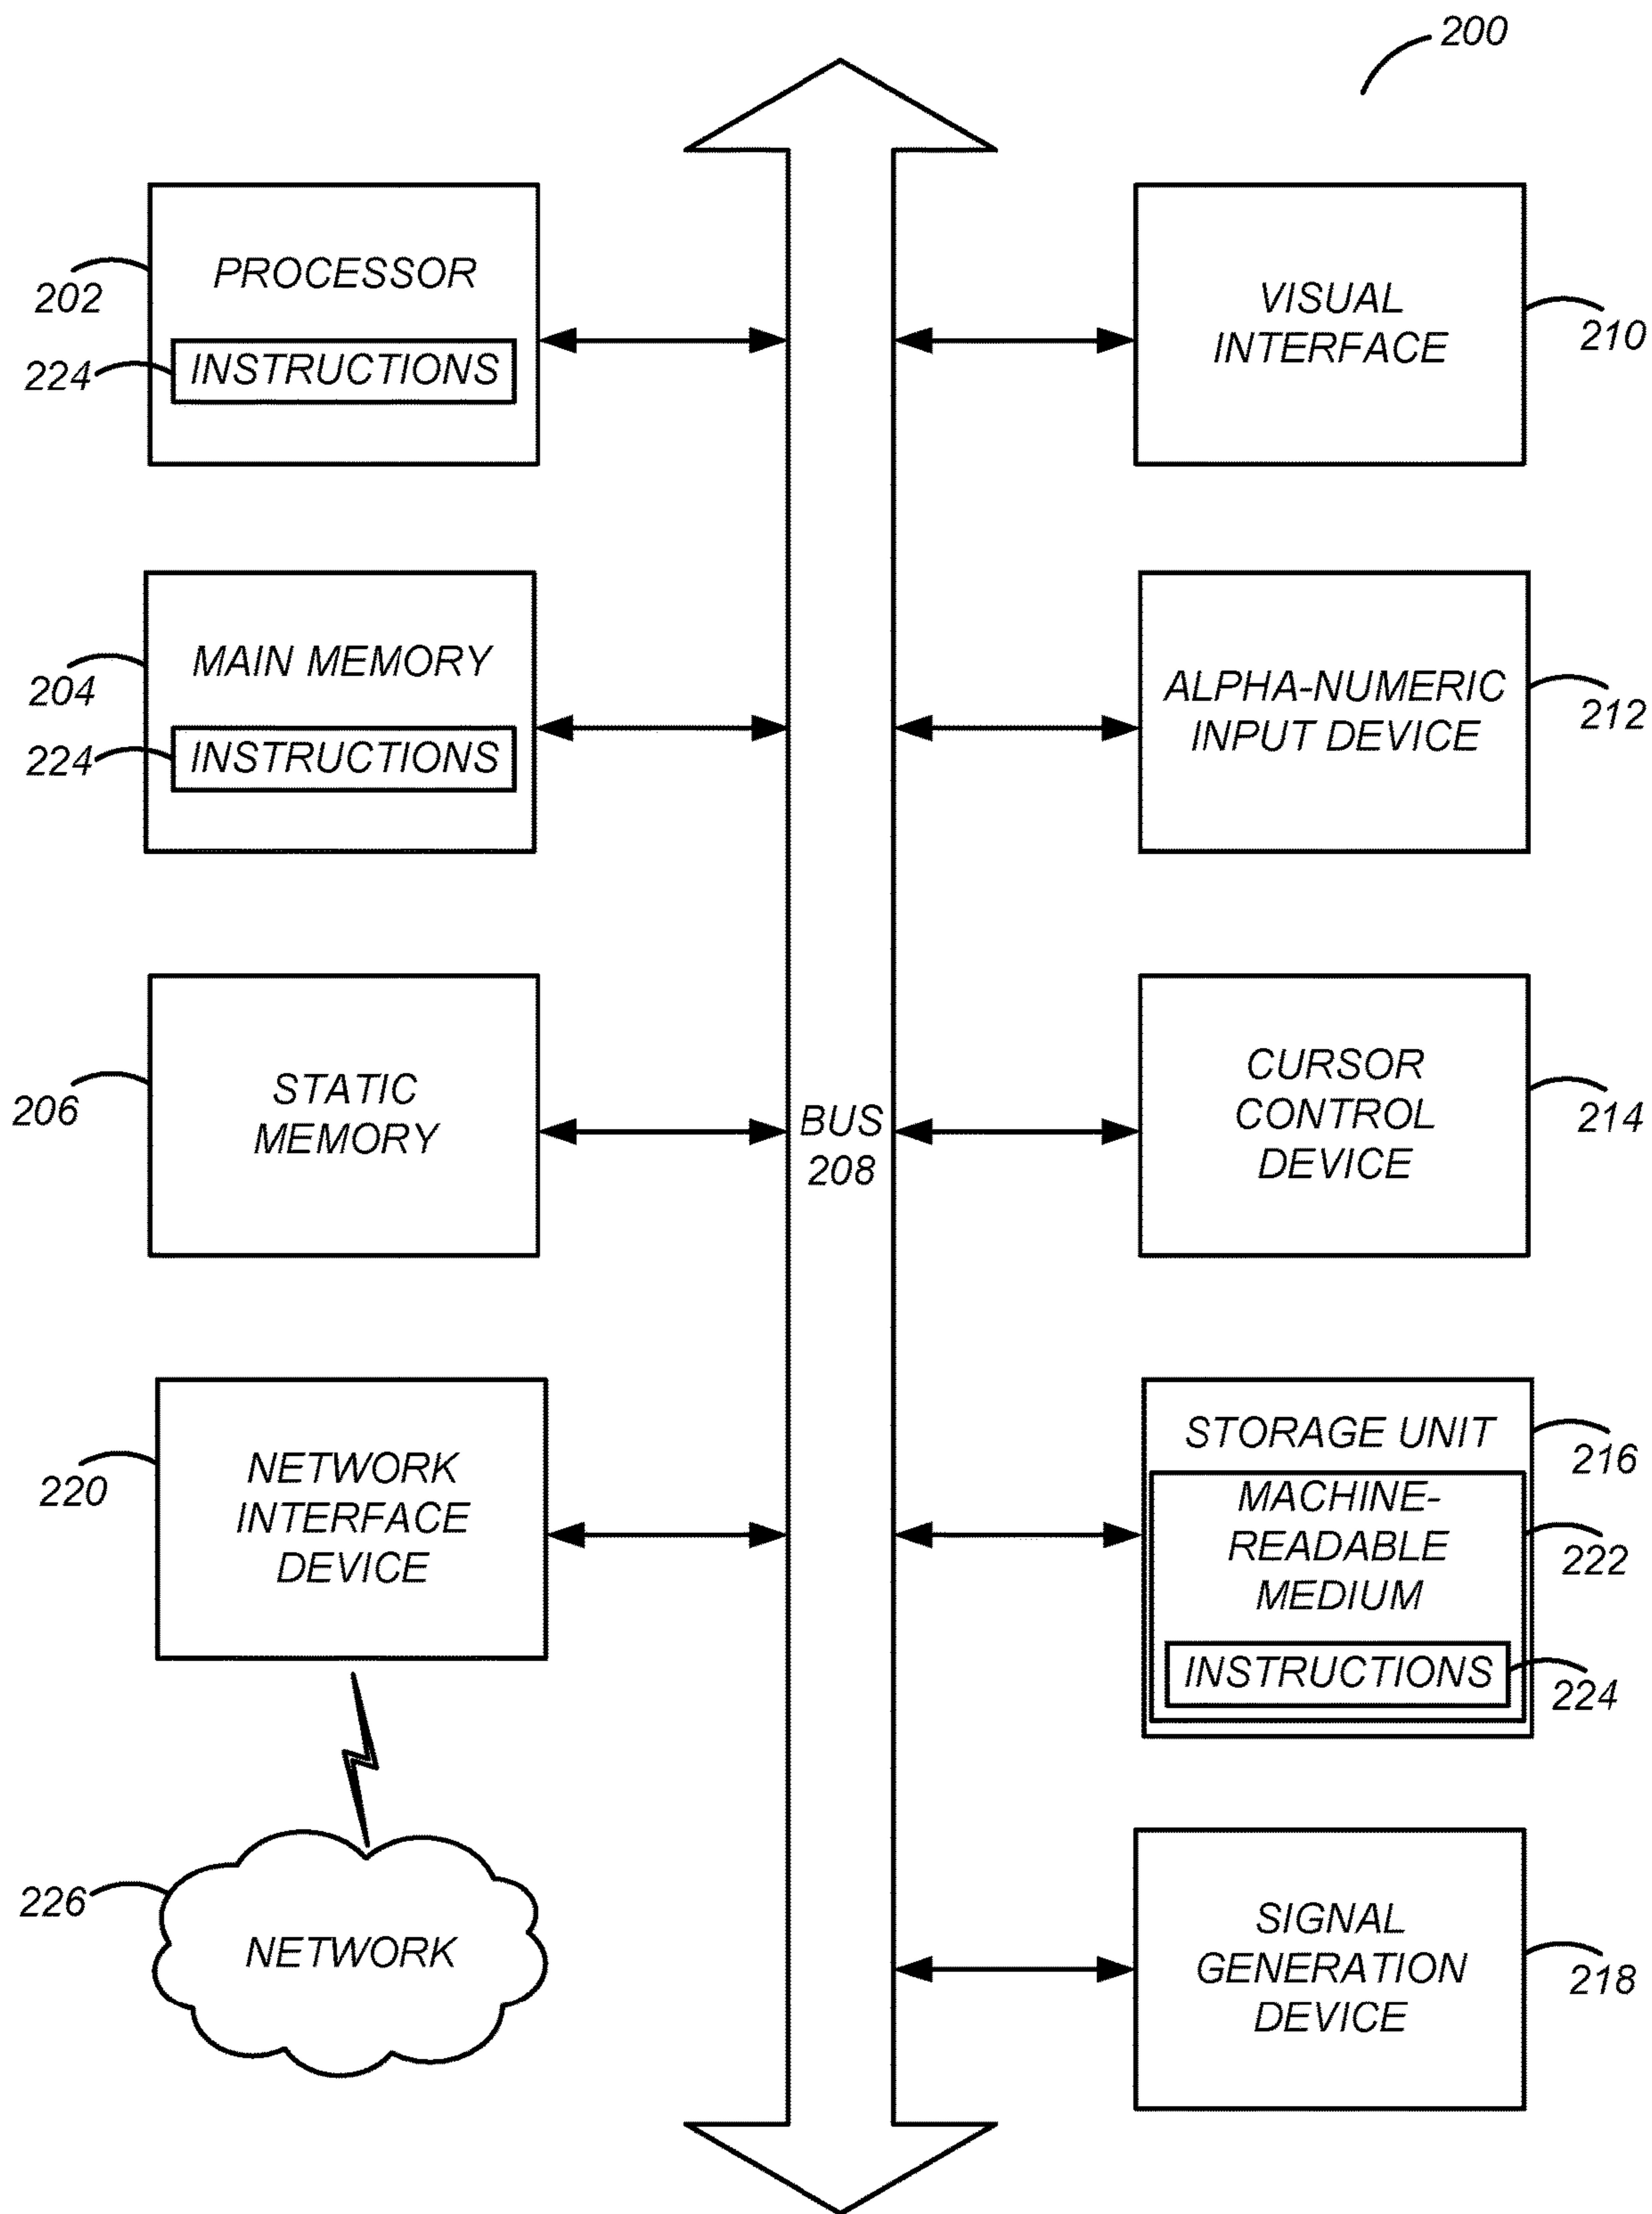 200
PROCESSOR
202
224
INSTRUCTIONS
VISUAL
INTERFACE
210
MAIN MEMORY
204
224
INSTRUCTIONS
ALPHA-NUMERIC
INPUT DEVICE
212
STATIC
MEMORY
206
BUS
208
CURSOR
CONTROL
DEVICE
214
NETWORK
INTERFACE
DEVICE
220
STORAGE UNIT
216
MACHINE-
READABLE
MEDIUM
222
INSTRUCTIONS
224
226
NETWORK
SIGNAL
GENERATION
DEVICE
218